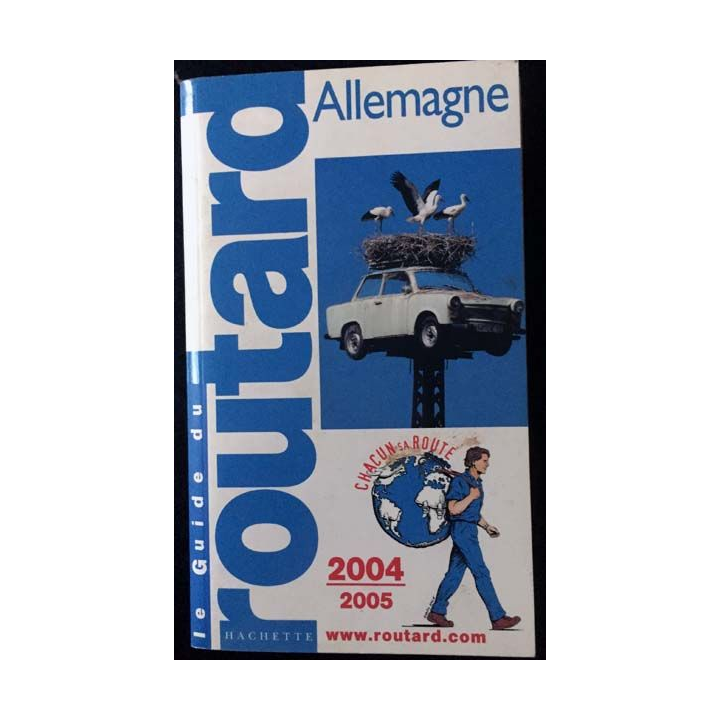 le Guide du
routard
Allemagne
CHACUN SA ROUTE
2004
2005
HACHETTE
www.routard.com